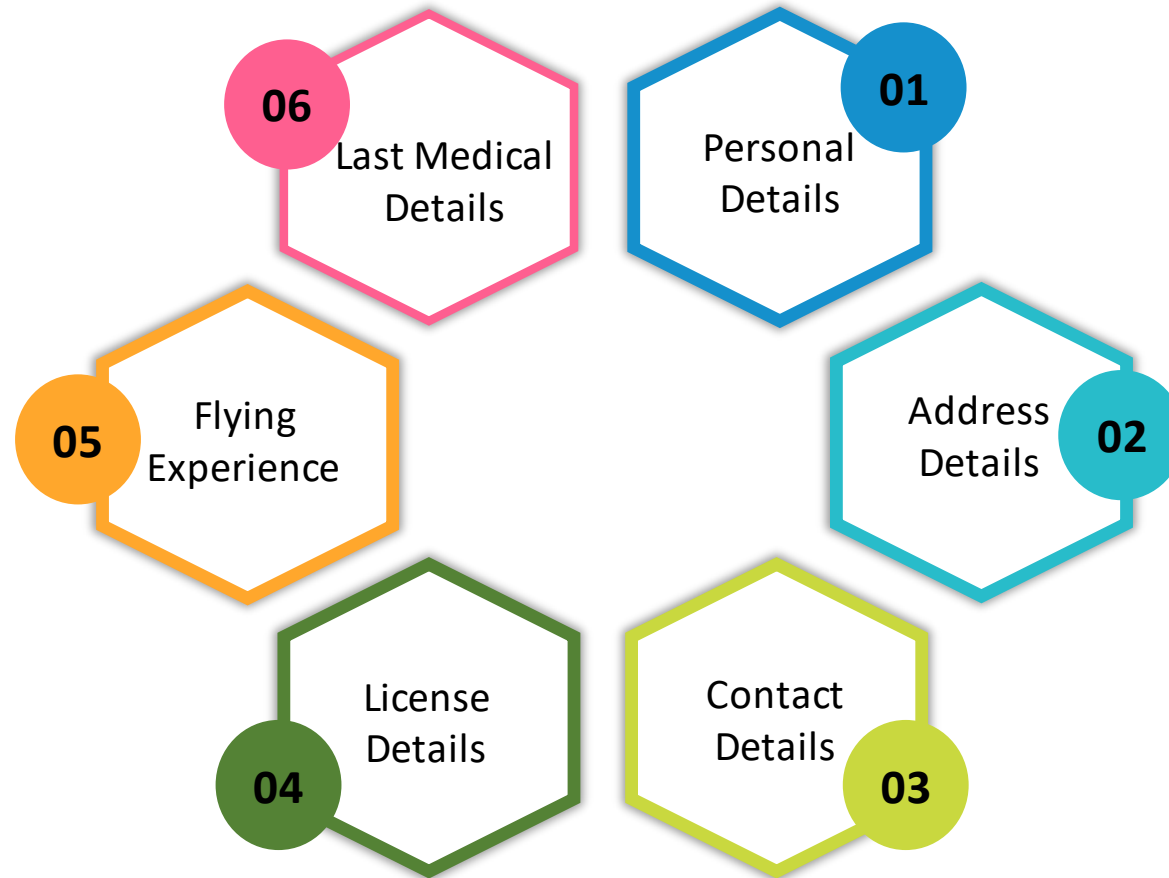 01
Personal
Details
02
Address
Details
03
Contact
Details
04
License
Details
05
Flying
Experience
06
Last Medical
Details